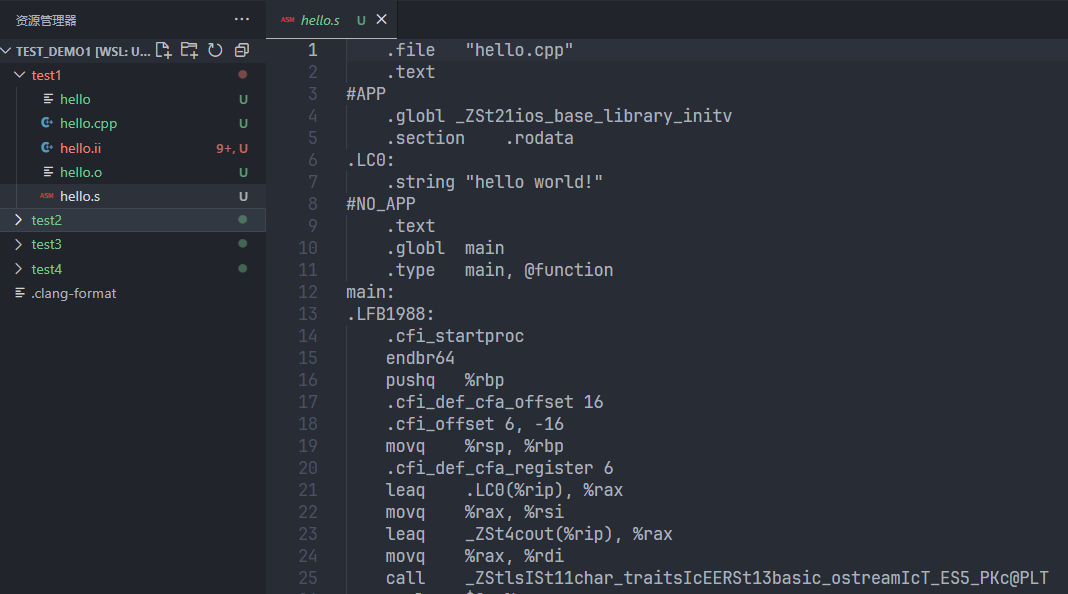 资源管理器 ···
TEST_DEMO1 [WSL: U...
test1
hello U
hello.cpp U
hello.ii 9+, U
hello.o U
ASM hello.s U
test2
test3
test4
.clang-format
ASM hello.s U
1 .file "hello.cpp"
2 .text
3 #APP
4 .globl _ZSt21ios_base_library_initv
5 .section .rodata
6 .LC0:
7 .string "hello world!"
8 #NO_APP
9 .text
10 .globl main
11 .type main, @function
12 main:
13 .LFB1988:
14 .cfi_startproc
15 endbr64
16 pushq %rbp
17 .cfi_def_cfa_offset 16
18 .cfi_offset 6, -16
19 movq %rsp, %rbp
20 .cfi_def_cfa_register 6
21 leaq .LC0(%rip), %rax
22 movq %rax, %rsi
23 leaq _ZSt4cout(%rip), %rax
24 movq %rax, %rdi
25 call _ZStlsISt11char_traitsIcEERSt13basic_ostreamIcT_ES5_PKc@PLT